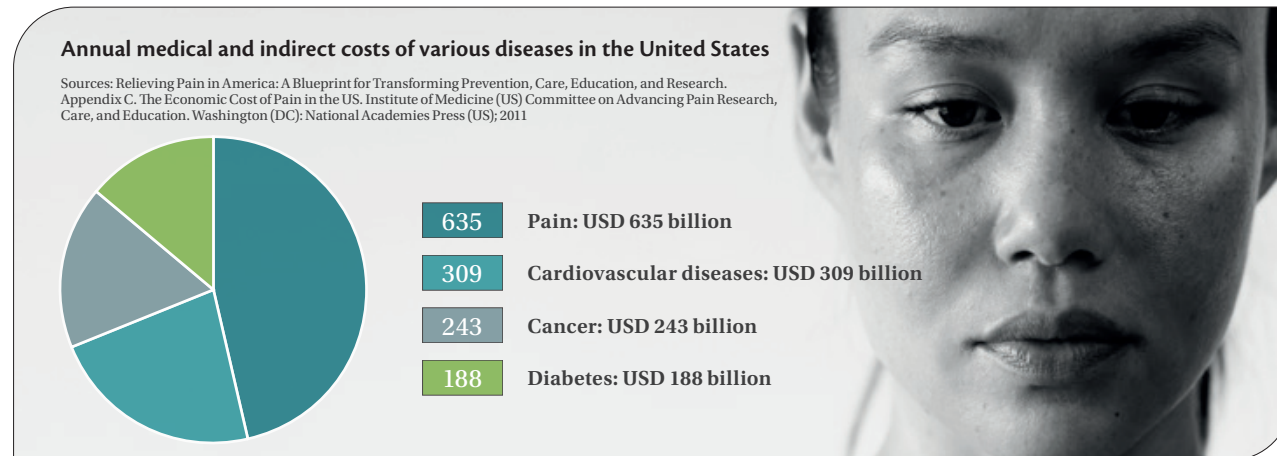 Annual medical and indirect costs of various diseases in the United States
Sources: Relieving Pain in America: A Blueprint for Transforming Prevention, Care, Education, and Research.
Appendix C. The Economic Cost of Pain in the US. Institute of Medicine (US) Committee on Advancing Pain Research,
Care, and Education. Washington (DC): National Academies Press (US); 2011
635 Pain: USD 635 billion
309 Cardiovascular diseases: USD 309 billion
243 Cancer: USD 243 billion
188 Diabetes: USD 188 billion